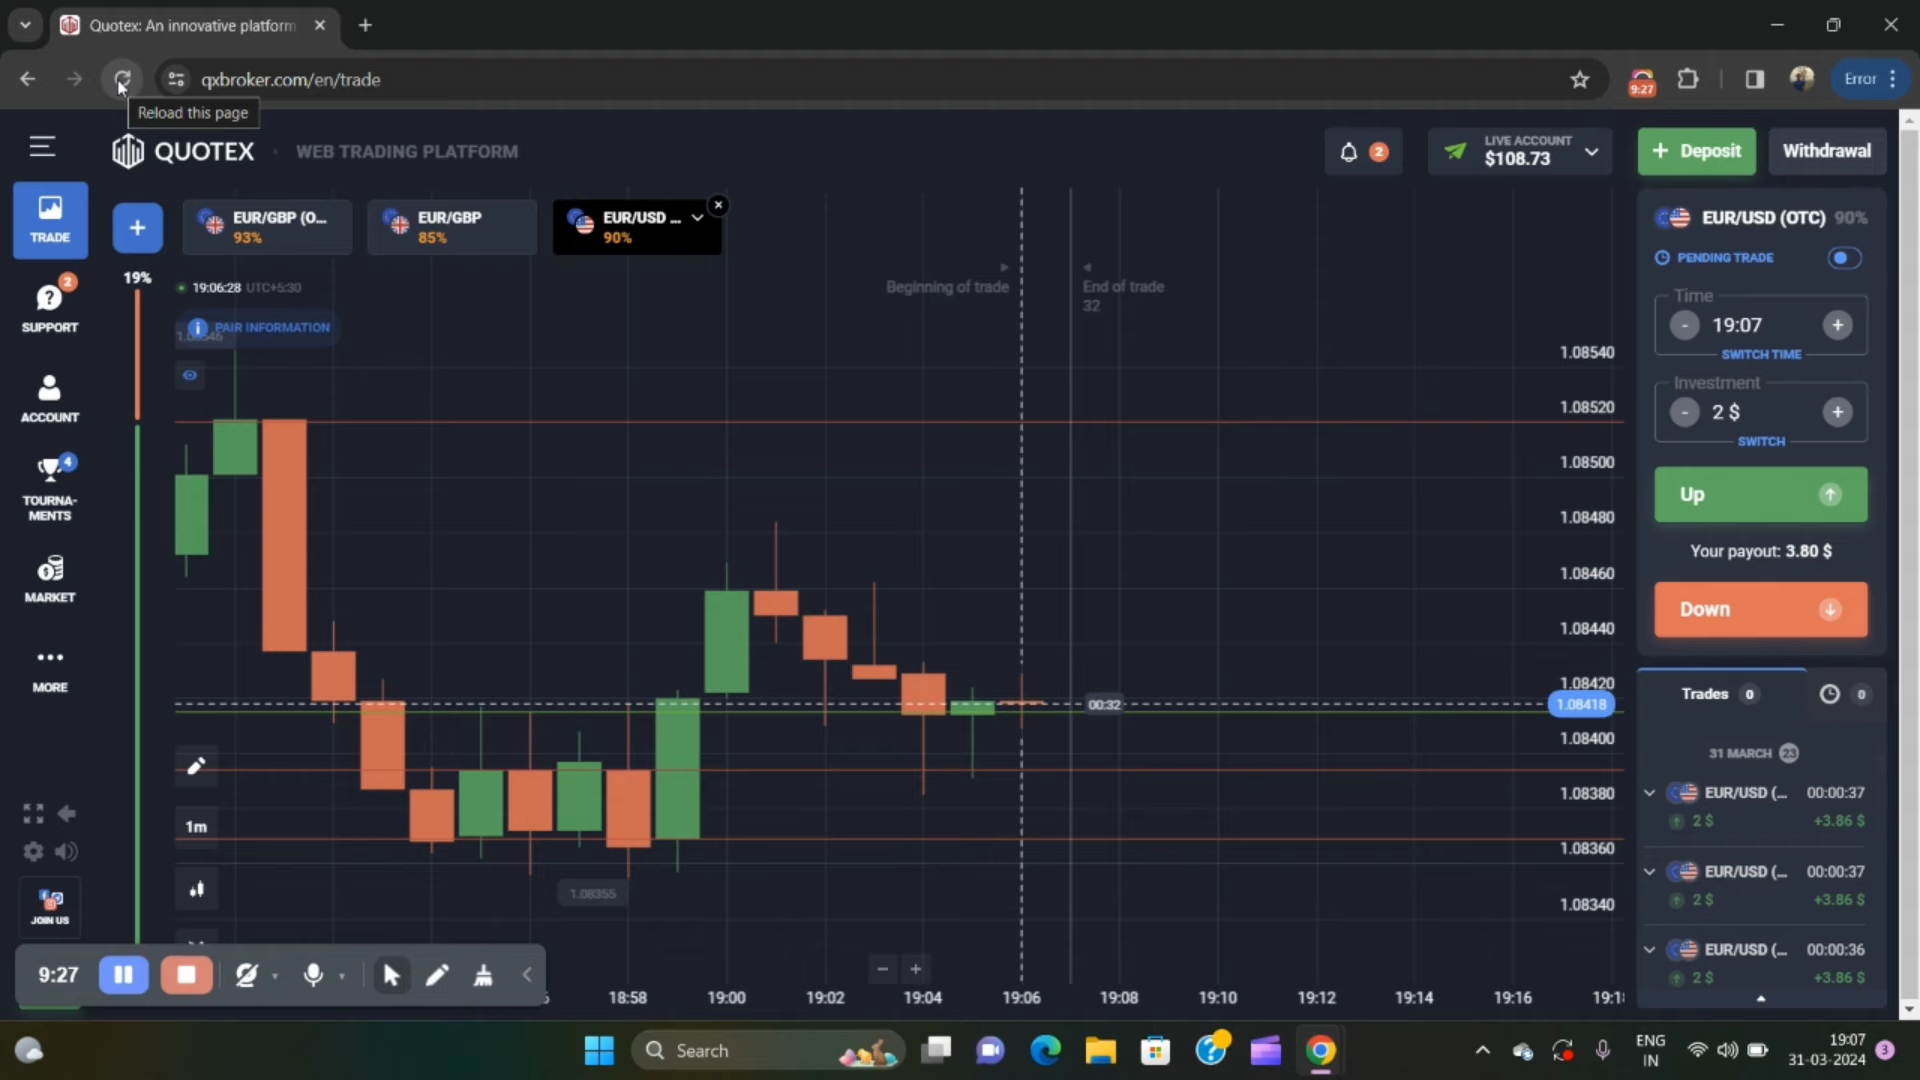 Quotex: An innovative platform
qxbroker.com/en/trade
9:27
Error
Reload this page
QUOTEX
WEB TRADING PLATFORM
2
LIVE ACCOUNT
$108.73
+ Deposit
Withdrawal
TRADE
EUR/GBP (O...
93%
EUR/GBP
85%
EUR/USD ...
90%
EUR/USD (OTC) 90%
PENDING TRADE
19%
19:06:28 UTC+5:30
Beginning of trade
End of trade
32
2
SUPPORT
PAIR INFORMATION
Time
- 19:07 +
SWITCH TIME
Investment
- 2 $ +
SWITCH
ACCOUNT
4
TOURNA-
MENTS
MARKET
MORE
Up
Your payout: 3.80 $
Down
1.08540
1.08520
1.08500
1.08480
1.08460
1.08440
1.08420
1.08418
1.08400
1.08380
1.08360
1.08340
00:32
1.08355
Trades 0
0
31 MARCH 23
EUR/USD (... 00:00:37
2 $ +3.86 $
EUR/USD (... 00:00:37
2 $ +3.86 $
EUR/USD (... 00:00:36
2 $ +3.86 $
1m
JOIN US
9:27
18:58 19:00 19:02 19:04 19:06 19:08 19:10 19:12 19:14 19:16
Search
ENG
IN
19:07
31-03-2024
3